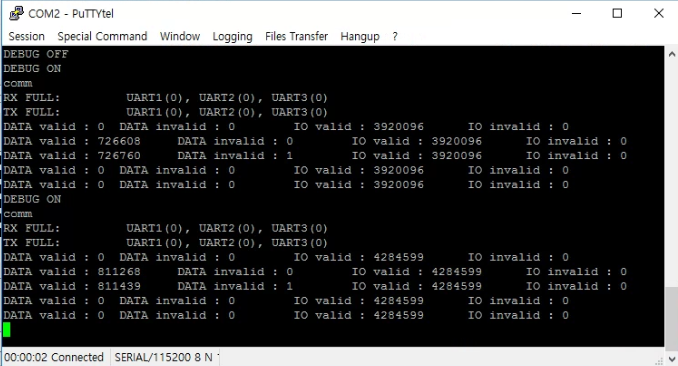 COM2 - PuTTYtel
Session Special Command Window Logging Files Transfer Hangup ?
DEBUG OFF
DEBUG ON
comm
RX FULL: UART1(0), UART2(0), UART3(0)
TX FULL: UART1(0), UART2(0), UART3(0)
DATA valid : 0 DATA invalid : 0 IO valid : 3920096 IO invalid : 0
DATA valid : 726608 DATA invalid : 0 IO valid : 3920096 IO invalid : 0
DATA valid : 726760 DATA invalid : 1 IO valid : 3920096 IO invalid : 0
DATA valid : 0 DATA invalid : 0 IO valid : 3920096 IO invalid : 0
DATA valid : 0 DATA invalid : 0 IO valid : 3920096 IO invalid : 0
DEBUG ON
comm
RX FULL: UART1(0), UART2(0), UART3(0)
TX FULL: UART1(0), UART2(0), UART3(0)
DATA valid : 0 DATA invalid : 0 IO valid : 4284599 IO invalid : 0
DATA valid : 811268 DATA invalid : 0 IO valid : 4284599 IO invalid : 0
DATA valid : 811439 DATA invalid : 1 IO valid : 4284599 IO invalid : 0
DATA valid : 0 DATA invalid : 0 IO valid : 4284599 IO invalid : 0
DATA valid : 0 DATA invalid : 0 IO valid : 4284599 IO invalid : 0
00:00:02 Connected SERIAL/115200 8 N